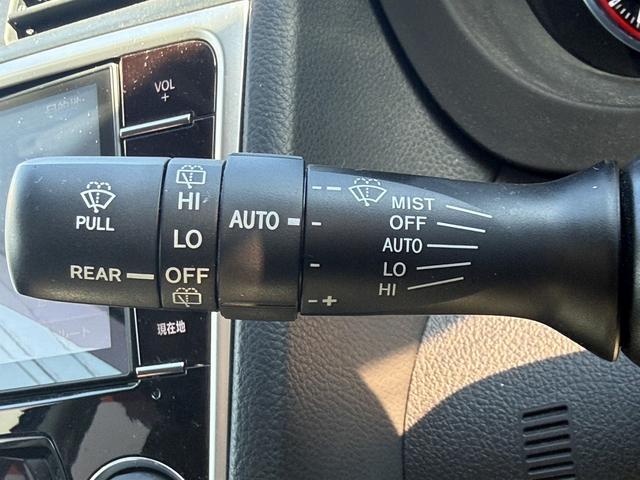 VOL
+
PULL
REAR
HI
LO
OFF
AUTO
-
-
-
-+
MIST
OFF
AUTO
LO
HI
現在地